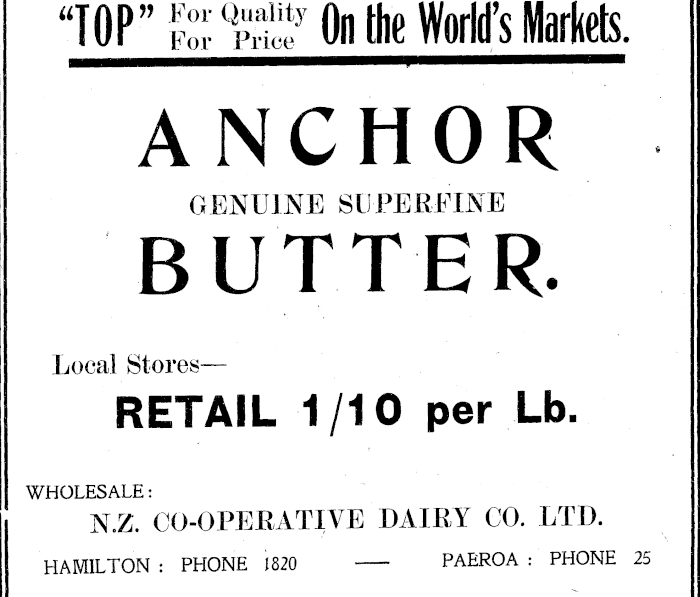 "TOP" For Quality For Price On the World's Markets.
ANCHOR
GENUINE SUPERFINE
BUTTER.
Local Stores—
RETAIL 1/10 per Lb.
WHOLESALE:
N.Z. CO-OPERATIVE DAIRY CO. LTD.
HAMILTON: PHONE 1820 — PAEROA: PHONE 25